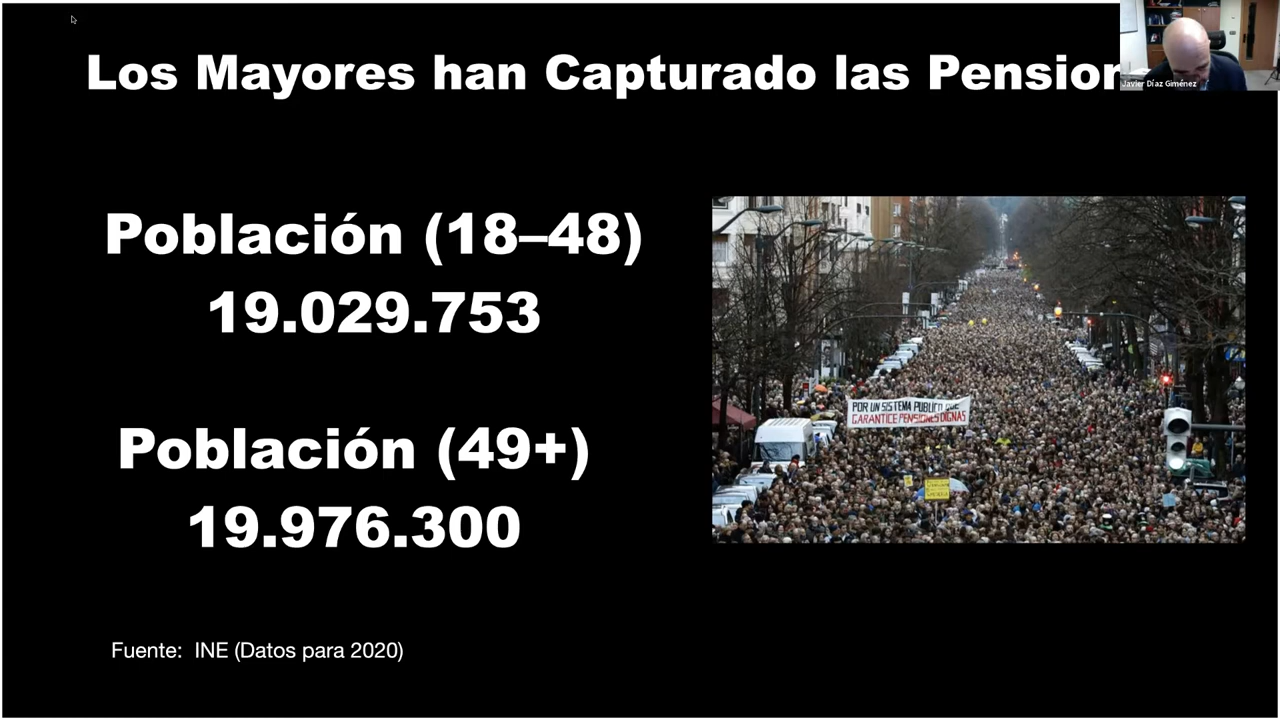 Los Mayores han Capturado las Pension
Javier Díaz Giménez
Población (18–48)
19.029.753
POR UN SISTEMA PUBLICO QUE
GARANTICE PENSIONES DIGNAS
Población (49+)
19.976.300
Fuente: INE (Datos para 2020)